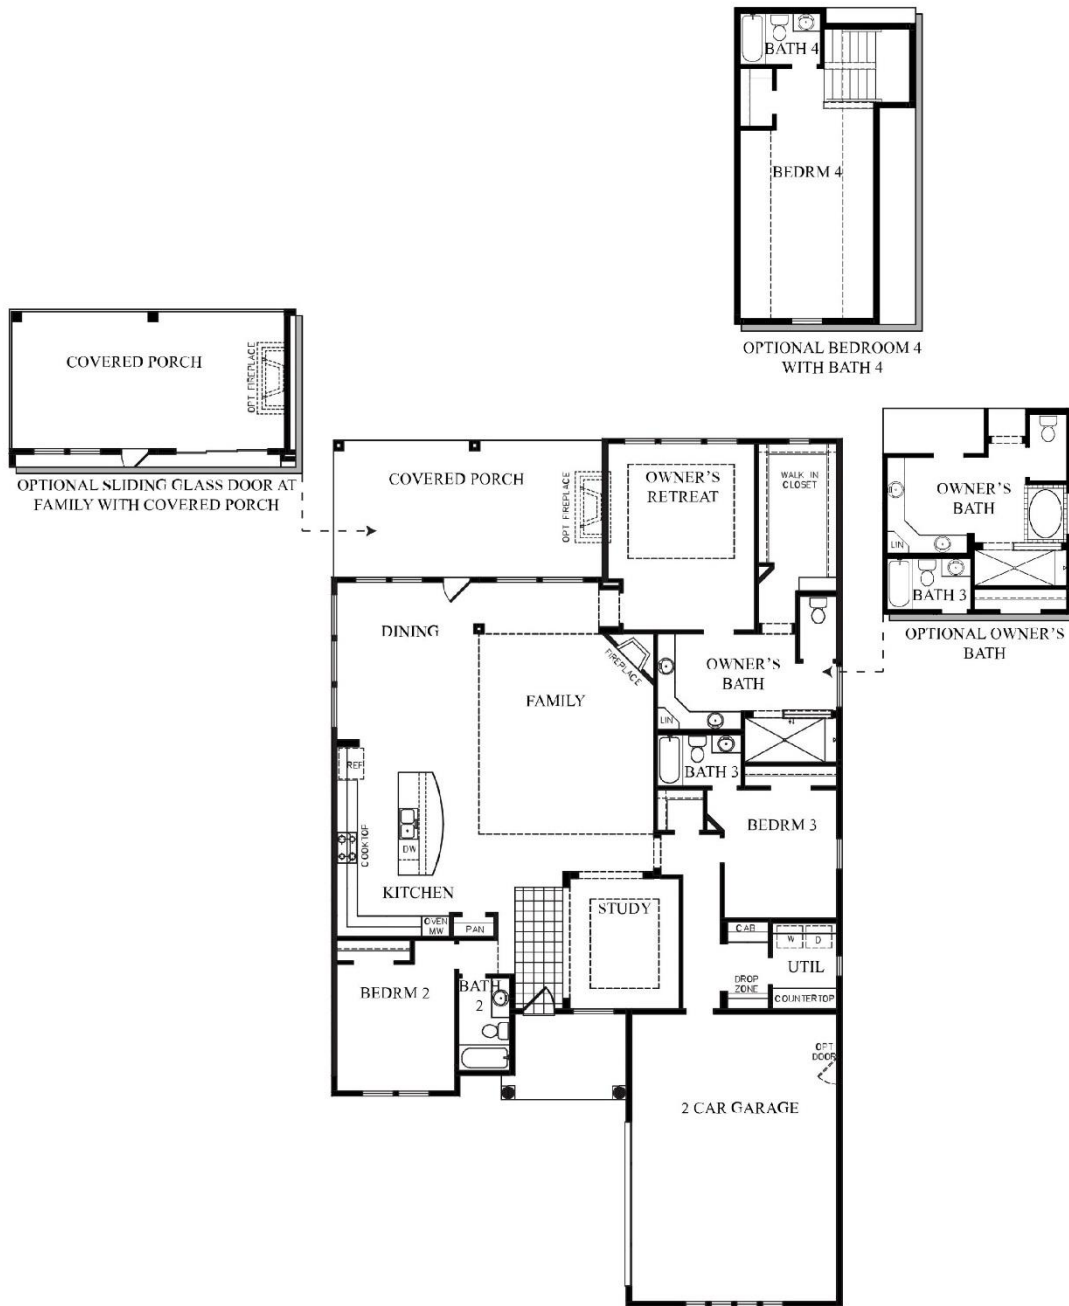 BATH 4
BEDRM 4
OPTIONAL BEDROOM 4
WITH BATH 4
COVERED PORCH
OPT FIREPLACE
OPTIONAL SLIDING GLASS DOOR AT
FAMILY WITH COVERED PORCH
OWNER'S
BATH
LIN
BATH 3
OPTIONAL OWNER'S
BATH
COVERED PORCH
OPT FIREPLACE
OWNER'S
RETREAT
WALK IN
CLOSET
DINING
FIREPLACE
FAMILY
OWNER'S
BATH
LIN
REF
BATH 3
COOKTOP
DW
BEDRM 3
KITCHEN
OVEN
MW
PAN
STUDY
CAB
W
D
UTIL
DROP
ZONE
COUNTERTOP
BEDRM 2
BATH
2
OPT
DOOR
2 CAR GARAGE